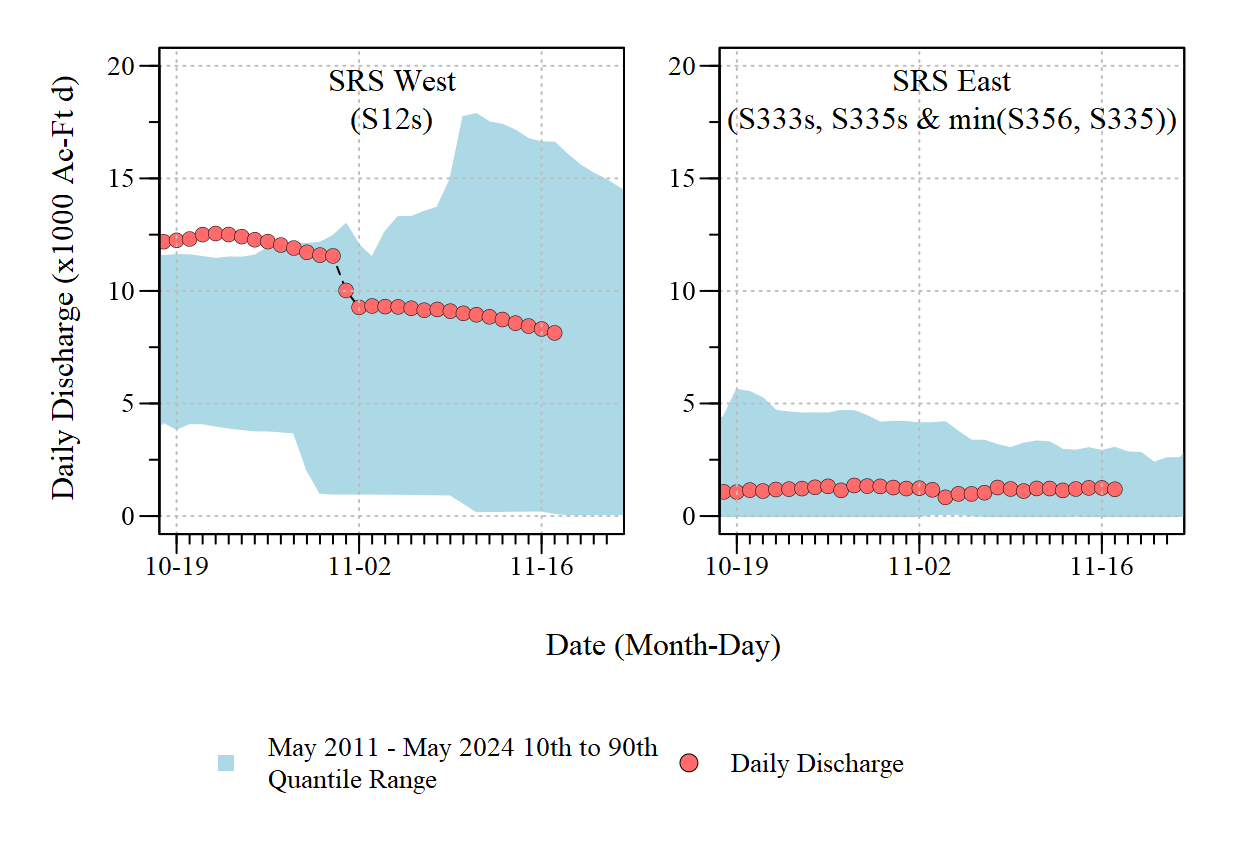 SRS West
(S12s)
SRS East
(S333s, S335s & min(S356, S335))
Daily Discharge (x1000 Ac-Ft d)
20
15
10
5
0
20
15
10
5
0
10-19
11-02
11-16
10-19
11-02
11-16
Date (Month-Day)
May 2011 - May 2024 10th to 90th
Quantile Range
Daily Discharge